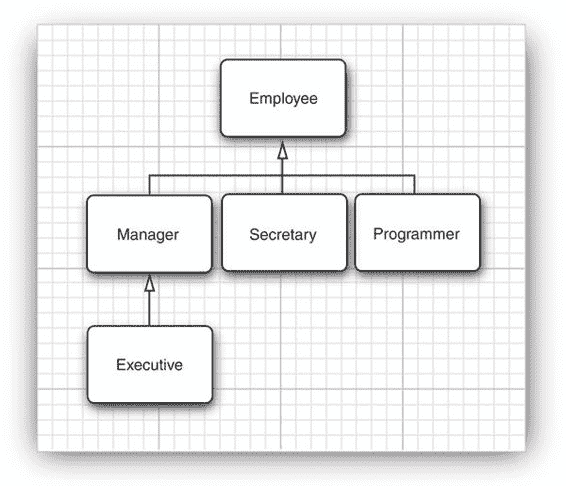 Employee
Manager
Secretary
Programmer
Executive